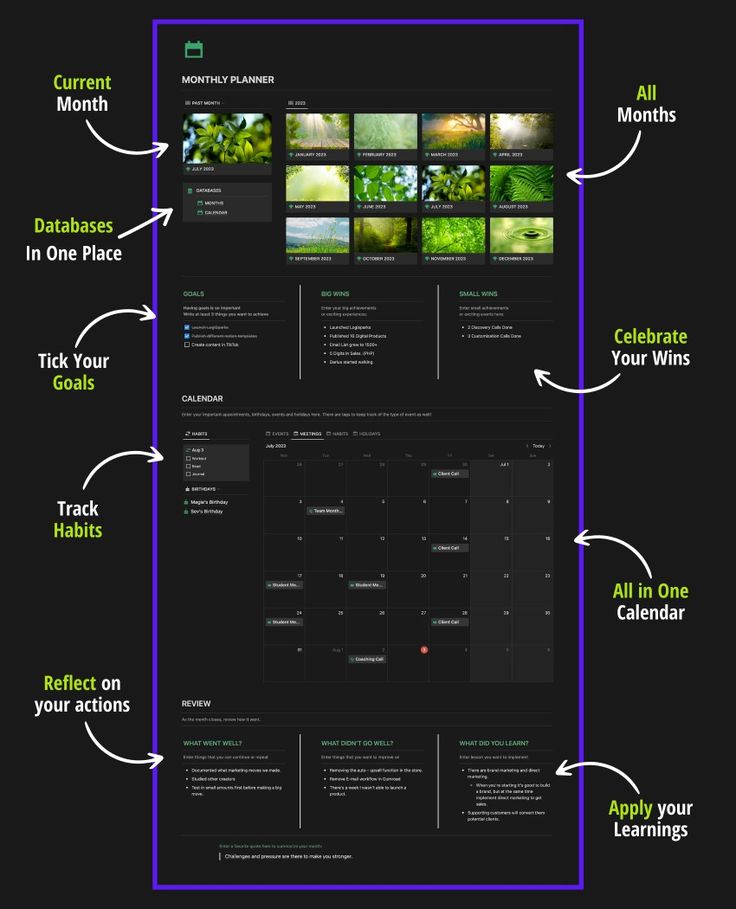 Current
Month
All
Months
Databases
In One Place
Tick Your
Goals
Celebrate
Your Wins
Track
Habits
All in One
Calendar
Reflect on
your actions
Apply your
Learnings
MONTHLY PLANNER
PAST MONTH
JULY 2023
DATABASES
MONTHS
CALENDAR
2023
JANUARY 2023
FEBRUARY 2023
MARCH 2023
APRIL 2023
MAY 2023
JUNE 2023
JULY 2023
AUGUST 2023
SEPTEMBER 2023
OCTOBER 2023
NOVEMBER 2023
DECEMBER 2023
GOALS
Having goals is so important
Write at least 3 things you want to achieve
Launch LogiSparks
Publish different notion templates
Create content in TikTok
BIG WINS
Enter your big achievements
or exciting experiences:
Launched Logisparks
Published 16 Digital Products
Email List grew to 1500+
5 Digits in Sales. (PHP)
Darius started walking
SMALL WINS
Enter small achievements
or exciting events here:
2 Discovery Calls Done
3 Customization Calls Done
CALENDAR
Enter your important appointments, birthdays, events and holidays here. There are tags to keep track of the type of event as well!
HABITS
Aug 3
Workout
Read
Journal
BIRTHDAYS
Magie's Birthday
Sev's Birthday
EVENTS MEETINGS HABITS HOLIDAYS
July 2023
Today
Mon Tue Wed Thu Fri Sat Sun
26 27 28 29 30 Jul 1 2
Client Call
3 4 5 6 7 8 9
Team Month...
10 11 12 13 14 15 16
Client Call
17 18 19 20 21 22 23
Student Me... Student Me...
24 25 26 27 28 29 30
Student Me... Client Call
31 Aug 1 2 3 4 5 6
Coaching Call
REVIEW
As the month closes, review how it went.
WHAT WENT WELL?
Enter things that you can continue or repeat
Documented what marketing moves we made.
Studied other creators
Test in small amounts first before making a big
move.
WHAT DIDN'T GO WELL?
Enter things that you want to improve on
Removing the auto - upsell function in the store.
Remove E-mail workflow in Gumroad
There's a week I wasn't able to launch a
product.
WHAT DID YOU LEARN?
Enter lesson you want to implement!
There are brand marketing and direct
marketing.
When you're starting it's good to build
a brand, but at the same time
implement direct marketing to get
sales.
Supporting customers will convert them
potential clients.
Enter a favorite quote here to summarize your month:
Challenges and pressure are there to make you stronger.